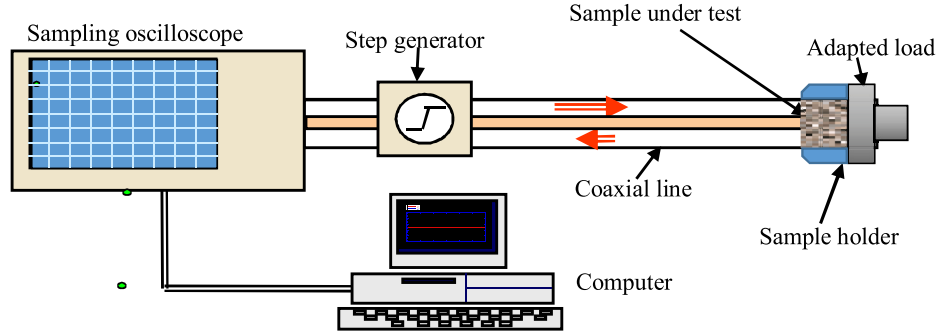 Sample under test
Sampling oscilloscope
Step generator
Adapted load
Coaxial line
Sample holder
Computer